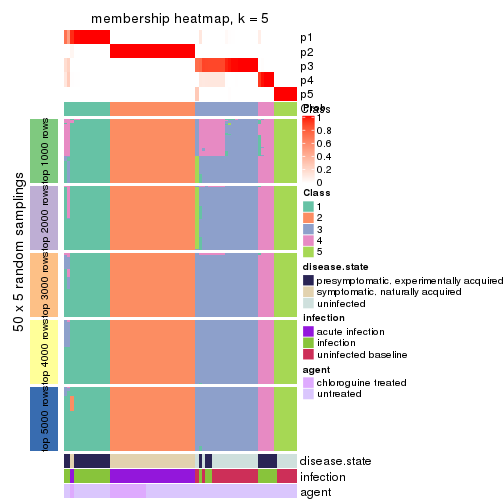 membership heatmap, k = 5
p1
p2
p3
p4
p5
Class
Prob
1
0.8
0.6
0.4
0.2
0
Class
1
2
3
4
5
disease.state
presymptomatic, experimentally acquired
symptomatic, naturally acquired
uninfected
infection
acute infection
infection
uninfected baseline
agent
chloroguine treated
untreated
50 x 5 random samplings
top 1000 rows
top 2000 rows
top 3000 rows
top 4000 rows
top 5000 rows
disease.state
infection
agent